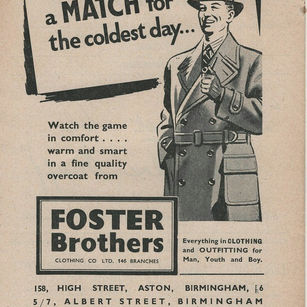 a MATCH for
the coldest day...
Watch the game
in comfort ....
warm and smart
in a fine quality
overcoat from
FOSTER
Brothers
CLOTHING CO LTD. 146 BRANCHES
Everything in CLOTHING
and OUTFITTING for
Man, Youth and Boy.
158, HIGH STREET, ASTON, BIRMINGHAM, 6
5/7, ALBERT STREET, BIRMINGHAM